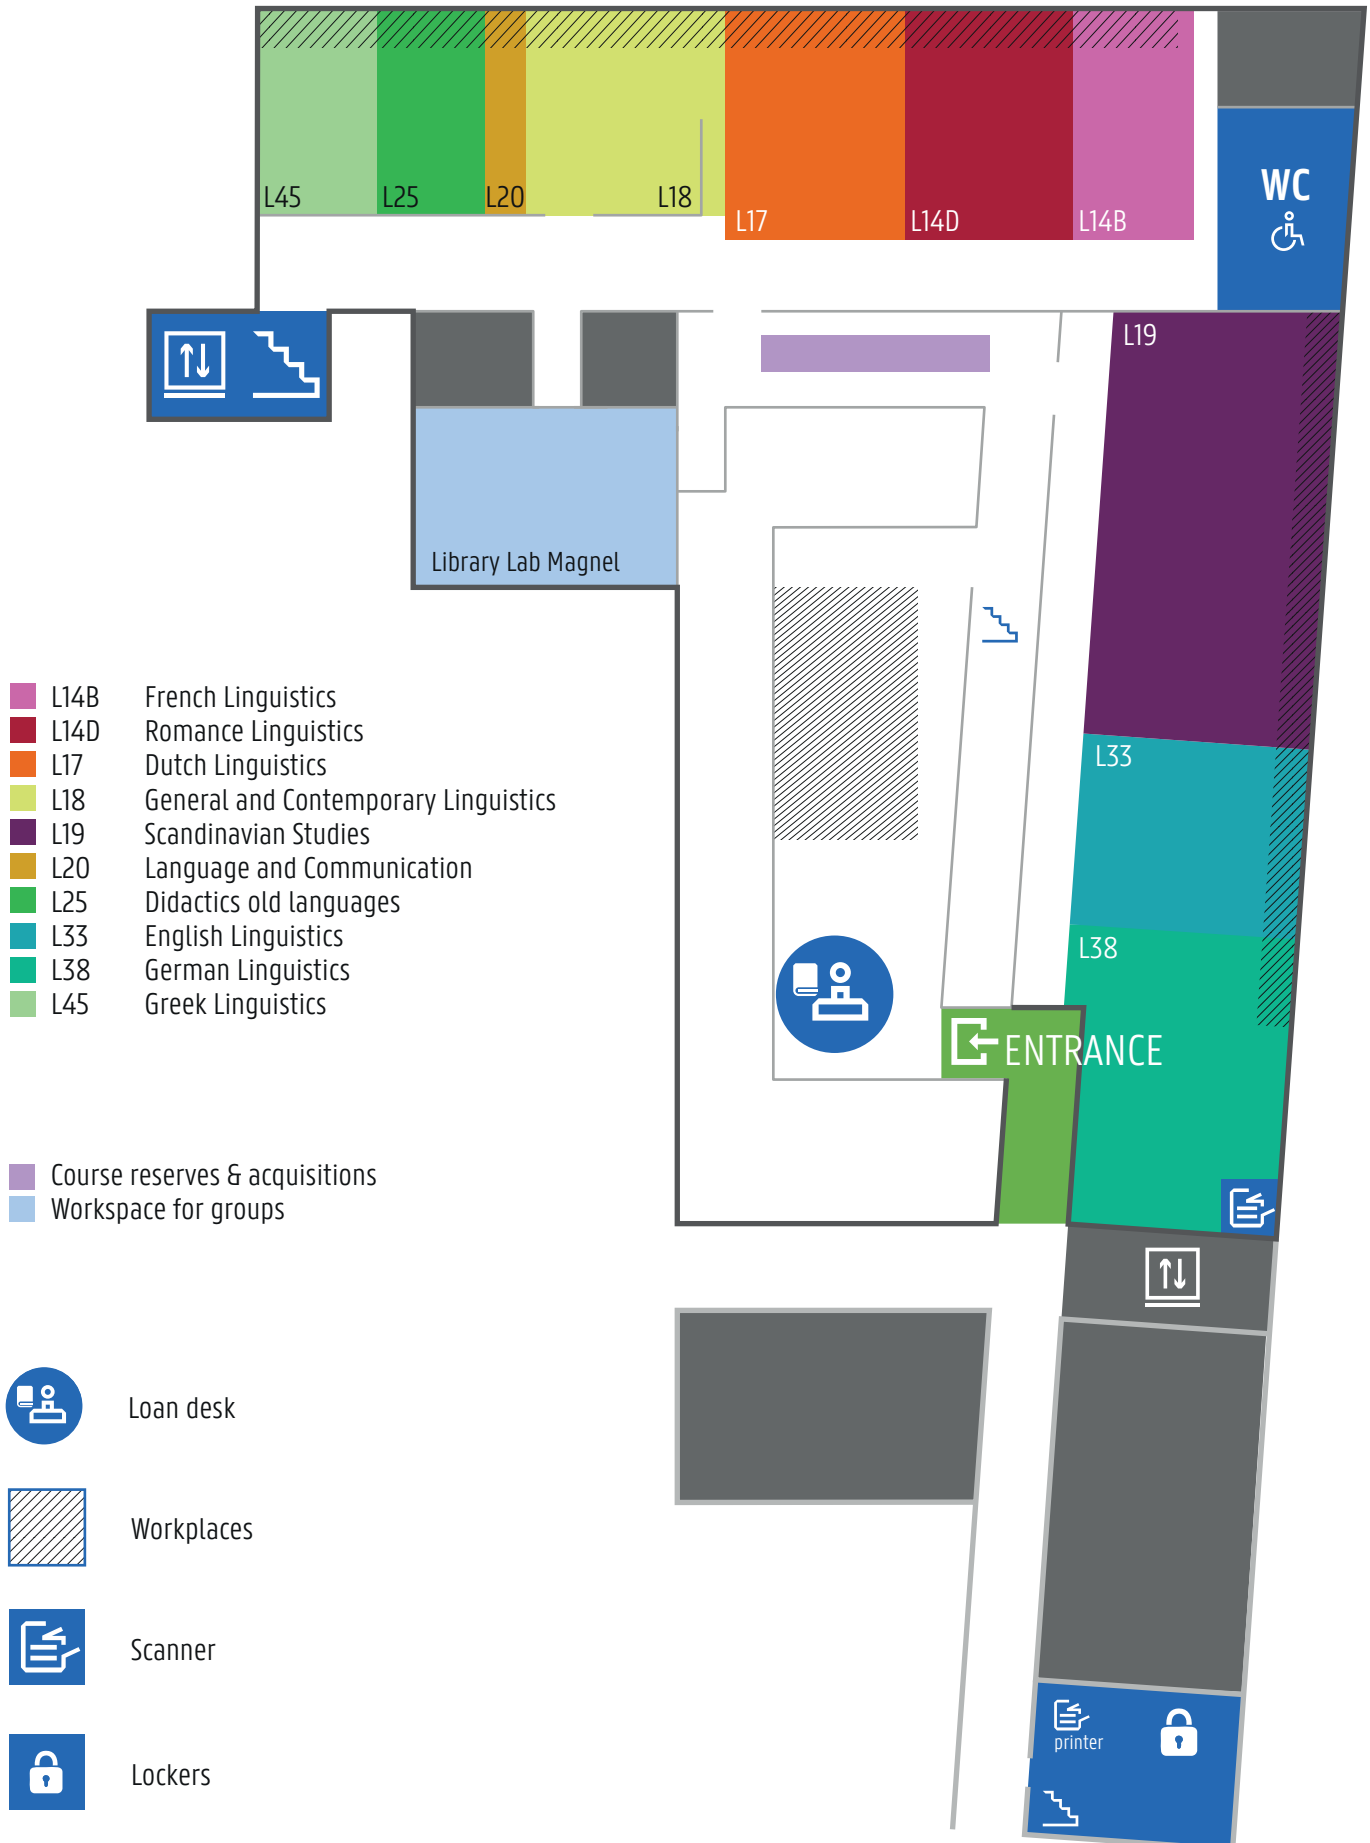 L45
L25
L20
L18
L17
L14D
L14B
WC
L19
Library Lab Magnel
L14B French Linguistics
L14D Romance Linguistics
L17 Dutch Linguistics
L18 General and Contemporary Linguistics
L19 Scandinavian Studies
L20 Language and Communication
L25 Didactics old languages
L33 English Linguistics
L38 German Linguistics
L45 Greek Linguistics
L33
L38
ENTRANCE
Course reserves & acquisitions
Workspace for groups
Loan desk
Workplaces
Scanner
Lockers
printer